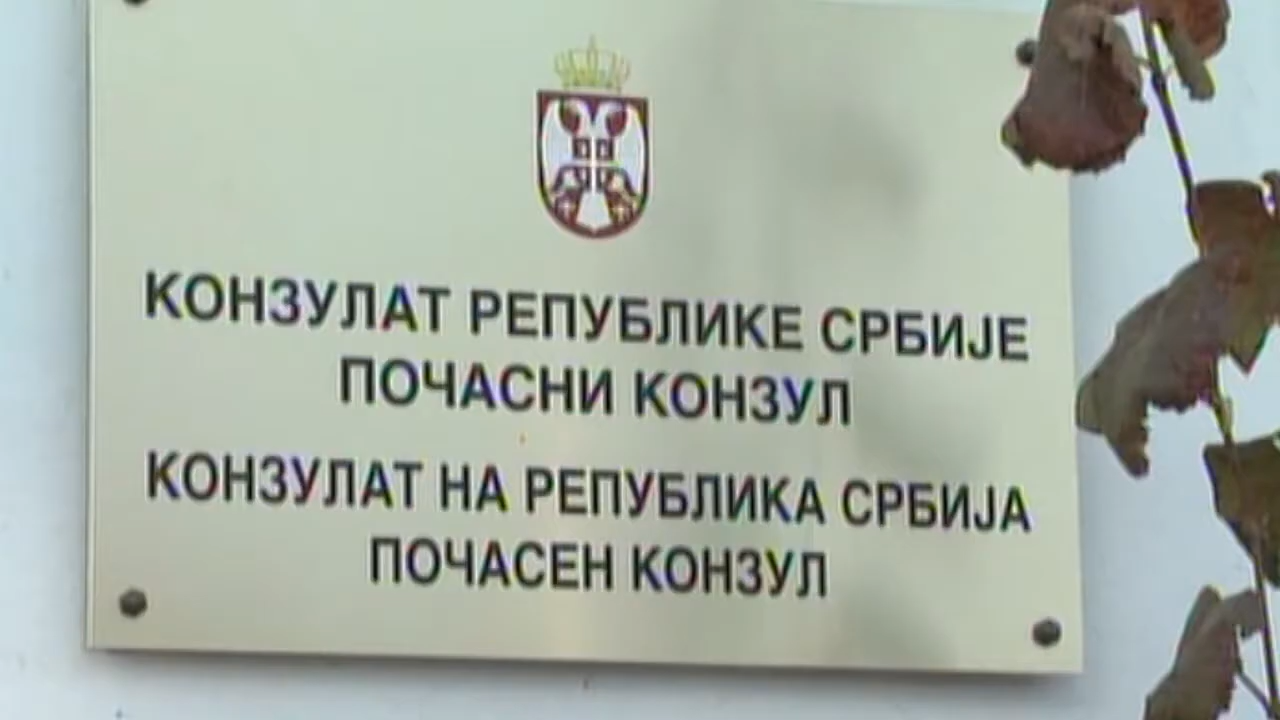 КОНЗУЛАТ РЕПУБЛИКЕ СРБИЈЕ
ПОЧАСНИ КОНЗУЛ
КОНЗУЛАТ НА РЕПУБЛИКА СРБИЈА
ПОЧАСЕН КОНЗУЛ